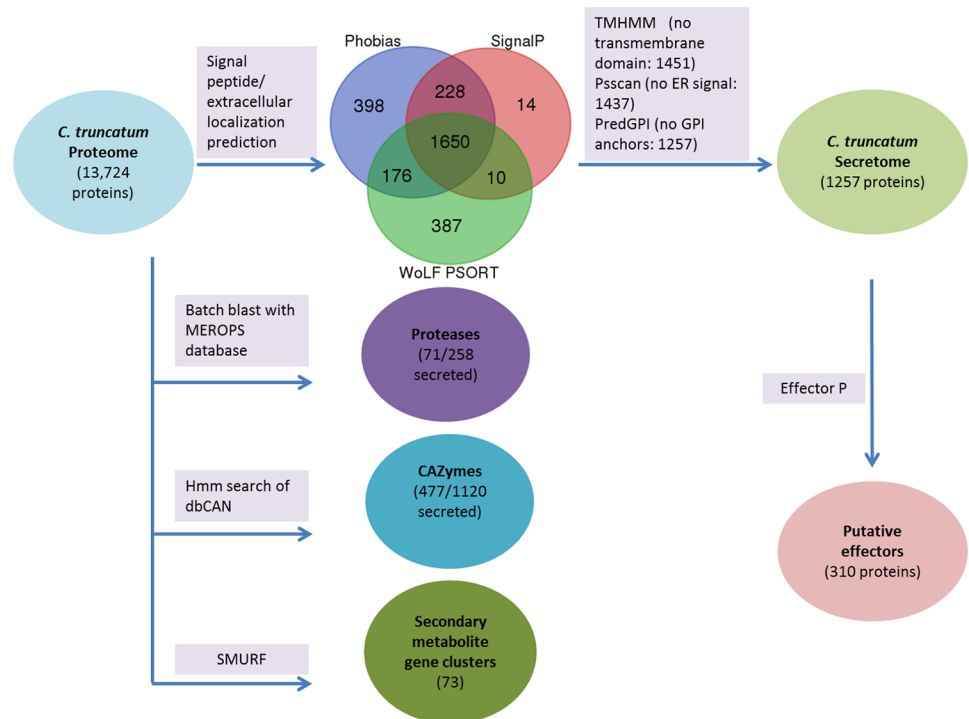 Phobias
SignalP
Signal
peptide/
extracellular
localization
prediction
398
228
14
1650
176
10
387
WoLF PSORT
TMHMM (no
transmembrane
domain: 1451)
Psscan (no ER signal:
1437)
PredGPI (no GPI
anchors: 1257)
C. truncatum
Proteome
(13,724
proteins)
C. truncatum
Secretome
(1257 proteins)
Batch blast with
MEROPS
database
Proteases
(71/258
secreted)
Effector P
Hmm search of
dbCAN
CAZymes
(477/1120
secreted)
Putative
effectors
(310 proteins)
SMURF
Secondary
metabolite
gene clusters
(73)